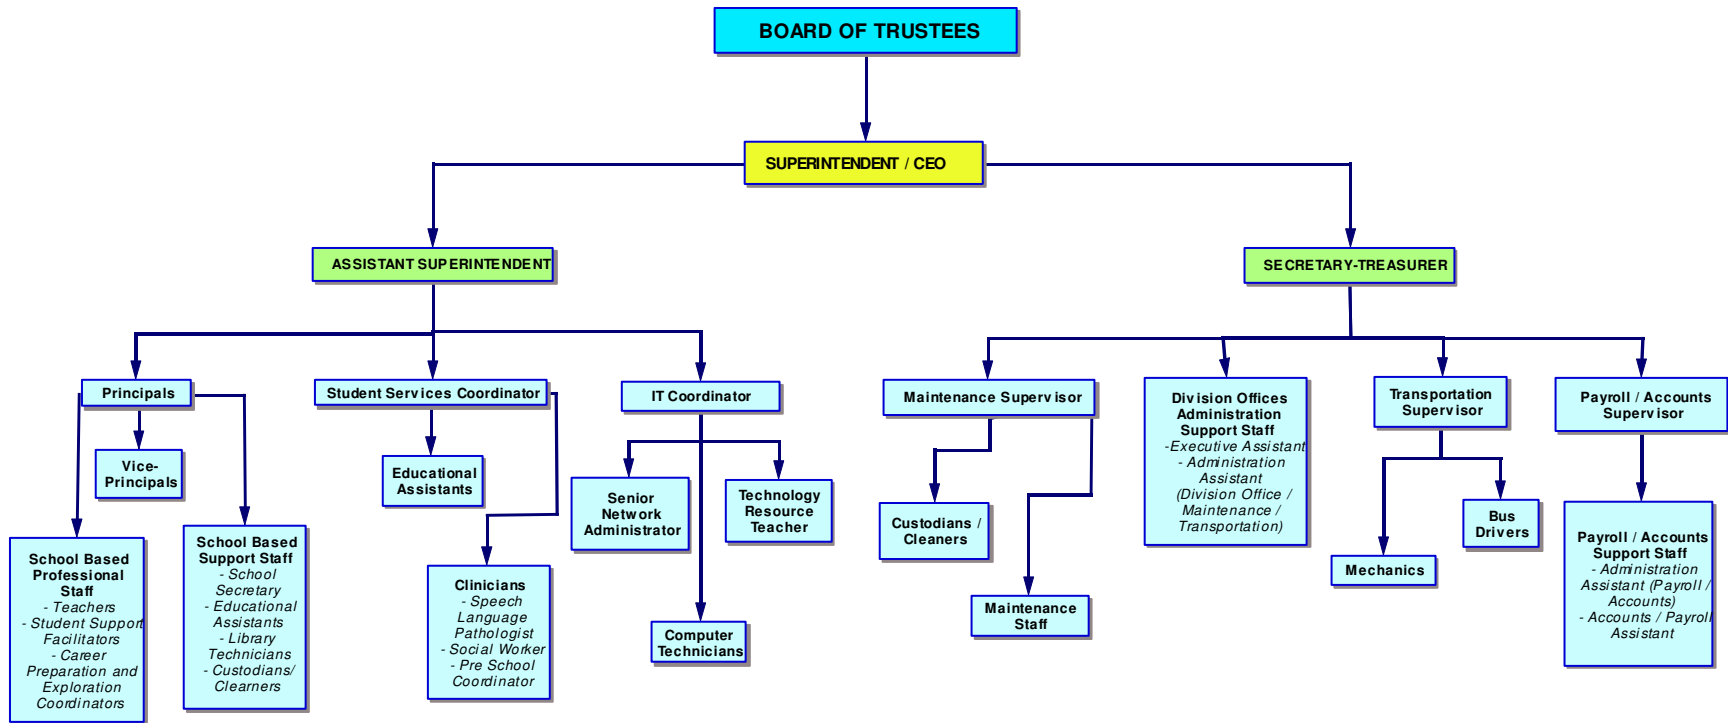 BOARD OF TRUSTEES
SUPERINTENDENT / CEO
ASSISTANT SUPERINTENDENT
SECRETARY-TREASURER
Principals
Student Services Coordinator
IT Coordinator
Maintenance Supervisor
Division Offices
Administration
Support Staff
-Executive Assistant
- Administration
Assistant
(Division Office /
Maintenance /
Transportation)
Transportation
Supervisor
Payroll / Accounts
Supervisor
Vice-
Principals
Educational
Assistants
Senior
Network
Administrator
Technology
Resource
Teacher
Custodians /
Cleaners
Bus
Drivers
Mechanics
School Based
Professional
Staff
- Teachers
- Student Support
Facilitators
- Career
Preparation and
Exploration
Coordinators
School Based
Support Staff
- School
Secretary
- Educational
Assistants
- Library
Technicians
- Custodians/
Clearners
Clinicians
- Speech
Language
Pathologist
- Social Worker
- Pre School
Coordinator
Computer
Technicians
Maintenance
Staff
Payroll / Accounts
Support Staff
- Administration
Assistant (Payroll /
Accounts)
- Accounts / Payroll
Assistant